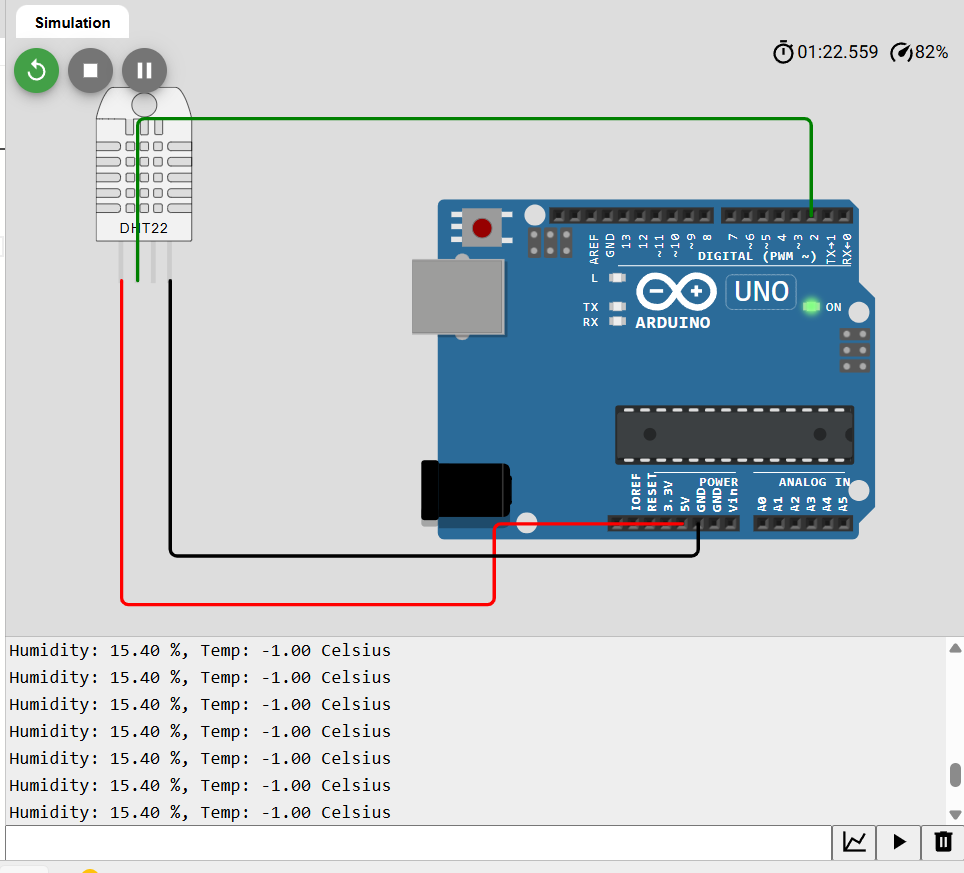 Simulation
01:22.559 82%
DHT22
AREF GND 13 12 ~11 ~10 ~9 8 7 ~6 ~5 4 ~3 2 TX→1 RX←0
DIGITAL (PWM ~)
L
UNO
TX
ON
RX
ARDUINO
POWER
ANALOG IN
IOREF RESET 3.3V 5V GND GND Vin A0 A1 A2 A3 A4 A5
Humidity: 15.40 %, Temp: -1.00 Celsius
Humidity: 15.40 %, Temp: -1.00 Celsius
Humidity: 15.40 %, Temp: -1.00 Celsius
Humidity: 15.40 %, Temp: -1.00 Celsius
Humidity: 15.40 %, Temp: -1.00 Celsius
Humidity: 15.40 %, Temp: -1.00 Celsius
Humidity: 15.40 %, Temp: -1.00 Celsius